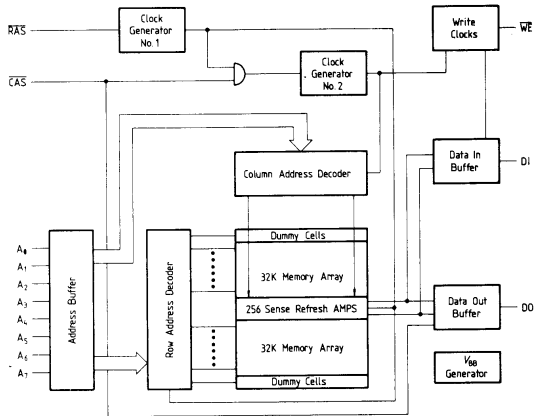 RAS
Clock
Generator
No. 1
Write
Clocks
WE
CAS
Clock
Generator
No. 2
Column Address Decoder
Data In
Buffer
DI
Dummy Cells
A0
A1
A2
A3
A4
A5
A6
A7
Address Buffer
Row Address Decoder
32K Memory Array
256 Sense Refresh AMPS
32K Memory Array
Dummy Cells
Data Out
Buffer
DO
VBB
Generator